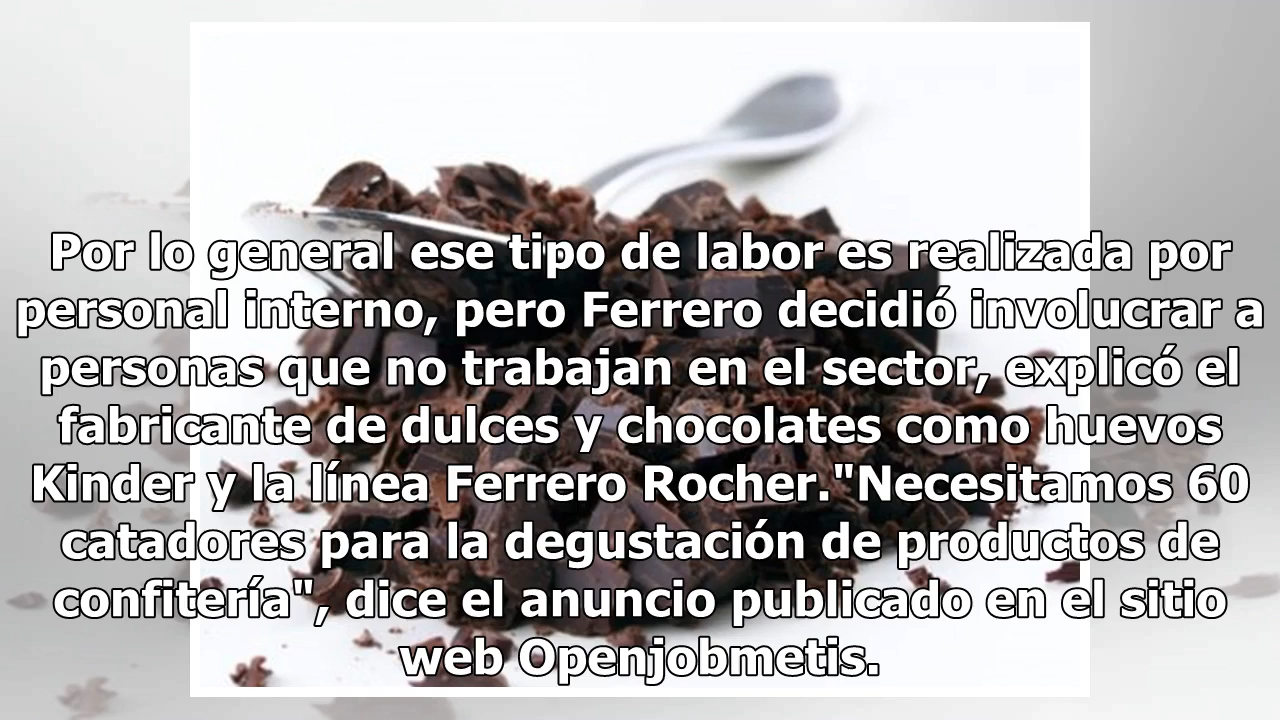 Por lo general ese tipo de labor es realizada por
personal interno, pero Ferrero decidió involucrar a
personas que no trabajan en el sector, explicó el
fabricante de dulces y chocolates como huevos
Kinder y la línea Ferrero Rocher."Necesitamos 60
catadores para la degustación de productos de
confitería", dice el anuncio publicado en el sitio
web Openjobmetis.